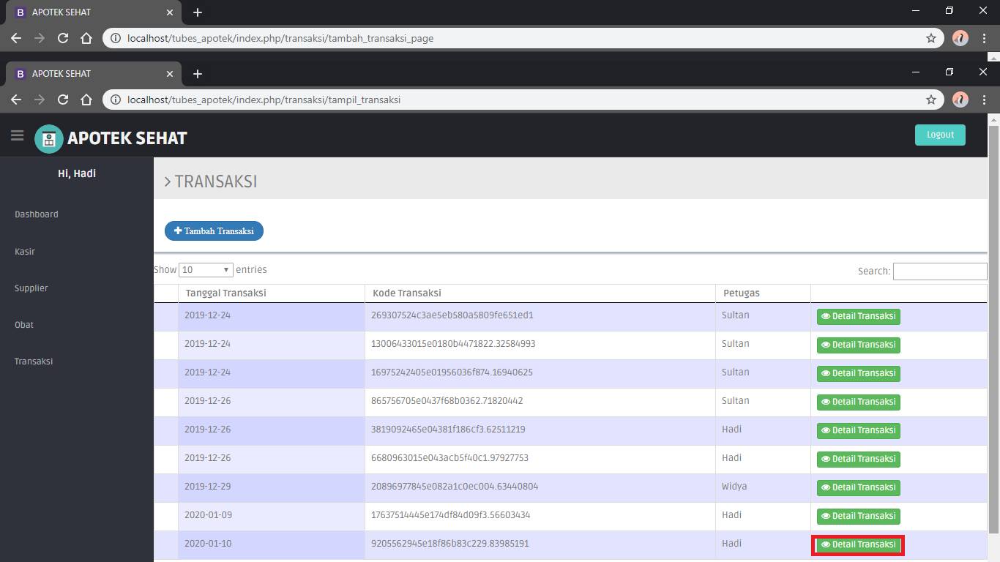 B APOTEK SEHAT
localhost/tubes_apotek/index.php/transaksi/tambah_transaksi_page
B APOTEK SEHAT
localhost/tubes_apotek/index.php/transaksi/tampil_transaksi
APOTEK SEHAT
Logout
Hi, Hadi
Dashboard
Kasir
Supplier
Obat
Transaksi
TRANSAKSI
Tambah Transaksi
Show 10 entries
Search:
Tanggal Transaksi Kode Transaksi Petugas
2019-12-24 269307524c3ae5eb580a5809fe651ed1 Sultan Detail Transaksi
2019-12-24 13006433015e0180b4471822.32584993 Sultan Detail Transaksi
2019-12-24 16975242405e01956036f874.16940625 Sultan Detail Transaksi
2019-12-26 865756705e0437f68b0362.71820442 Sultan Detail Transaksi
2019-12-26 3819092465e04381f186cf3.62511219 Hadi Detail Transaksi
2019-12-26 6680963015e043acb5f40c1.97927753 Hadi Detail Transaksi
2019-12-29 20896977845e082a1c0ec004.63440804 Widya Detail Transaksi
2020-01-09 17637514445e174df84d09f3.56603434 Hadi Detail Transaksi
2020-01-10 9205562945e18f86b83c229.83985191 Hadi Detail Transaksi